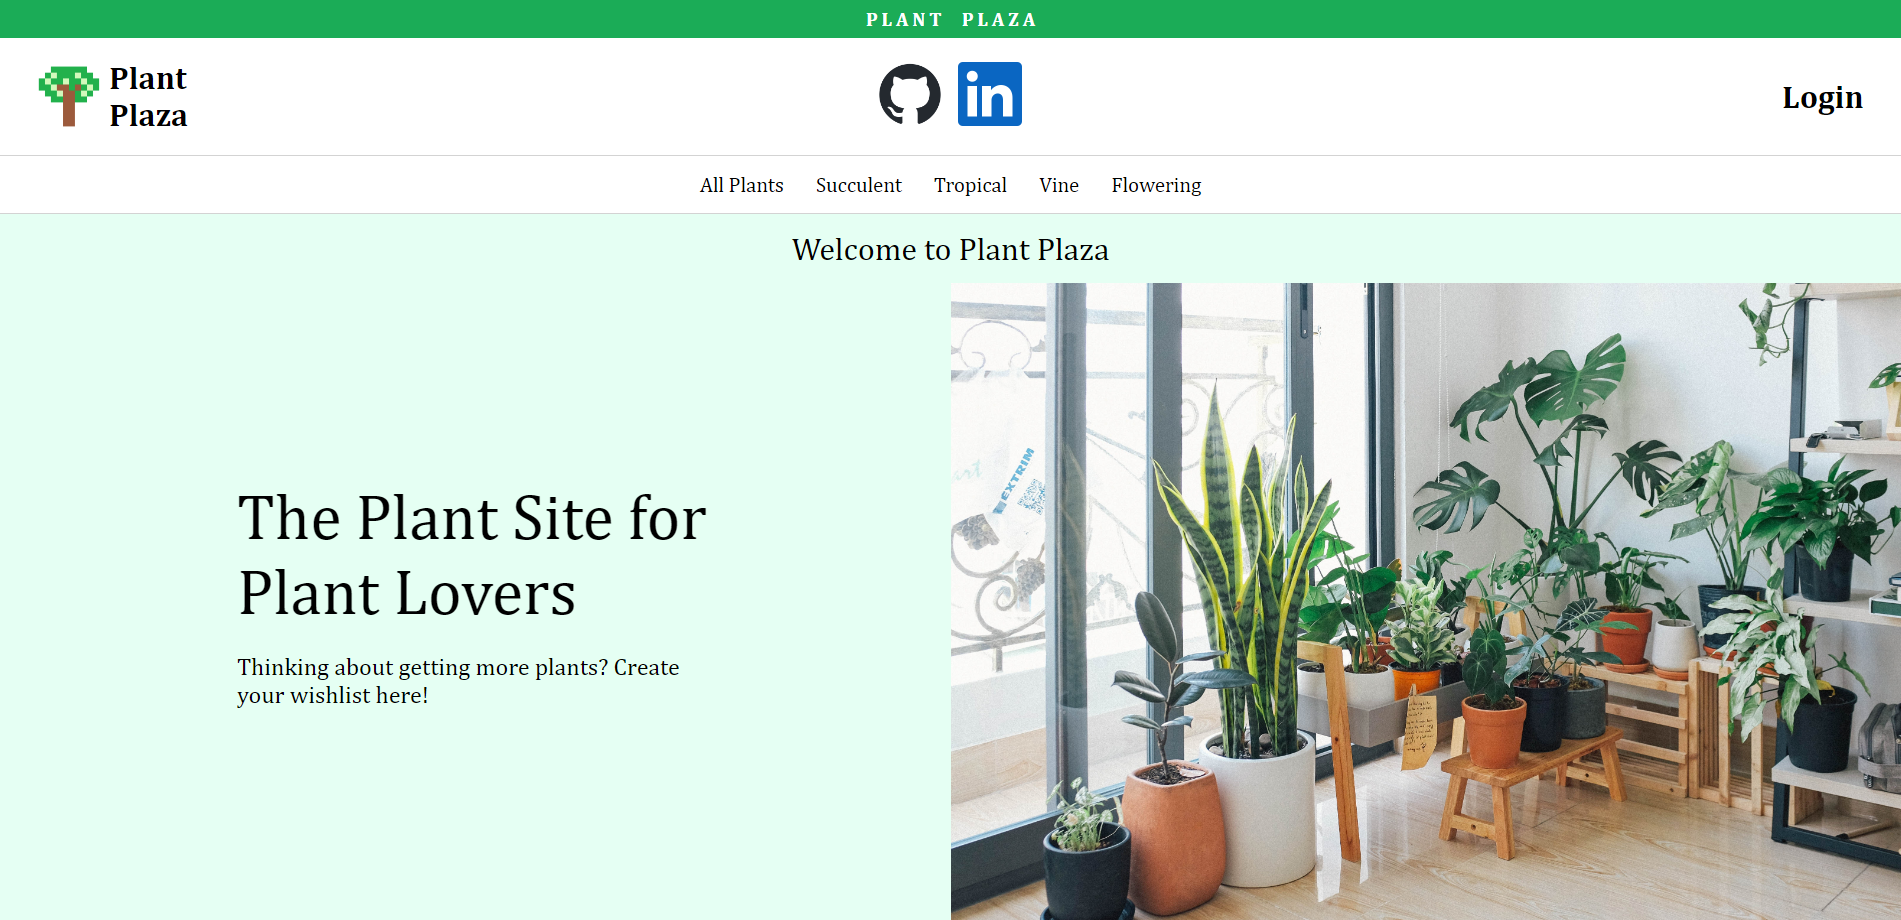 PLANT PLAZA
Plant
Plaza
in
Login
All Plants Succulent Tropical Vine Flowering
Welcome to Plant Plaza
EXTRIM
The Plant Site for
Plant Lovers
Thinking about getting more plants? Create
your wishlist here!